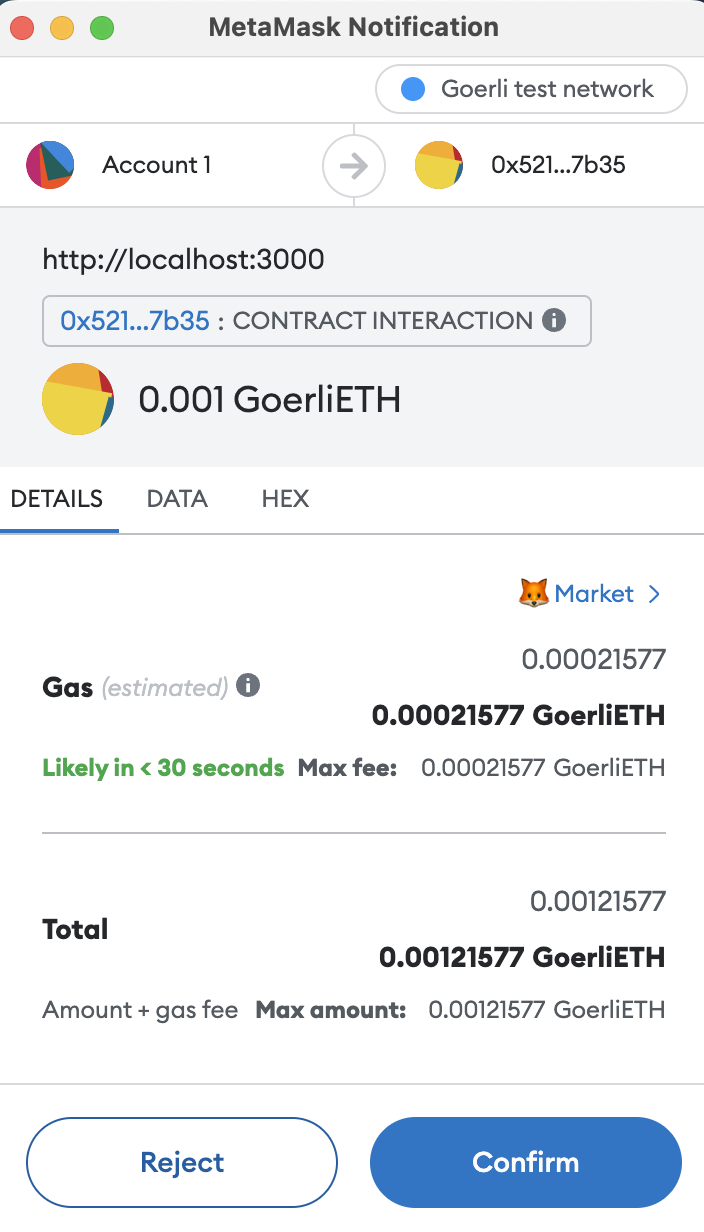 MetaMask Notification
Goerli test network
Account 1
0x521...7b35
http://localhost:3000
0x521...7b35 : CONTRACT INTERACTION
0.001 GoerliETH
DETAILS DATA HEX
Market
0.00021577
Gas (estimated)
0.00021577 GoerliETH
Likely in < 30 seconds Max fee: 0.00021577 GoerliETH
0.00121577
Total
0.00121577 GoerliETH
Amount + gas fee Max amount: 0.00121577 GoerliETH
Reject Confirm